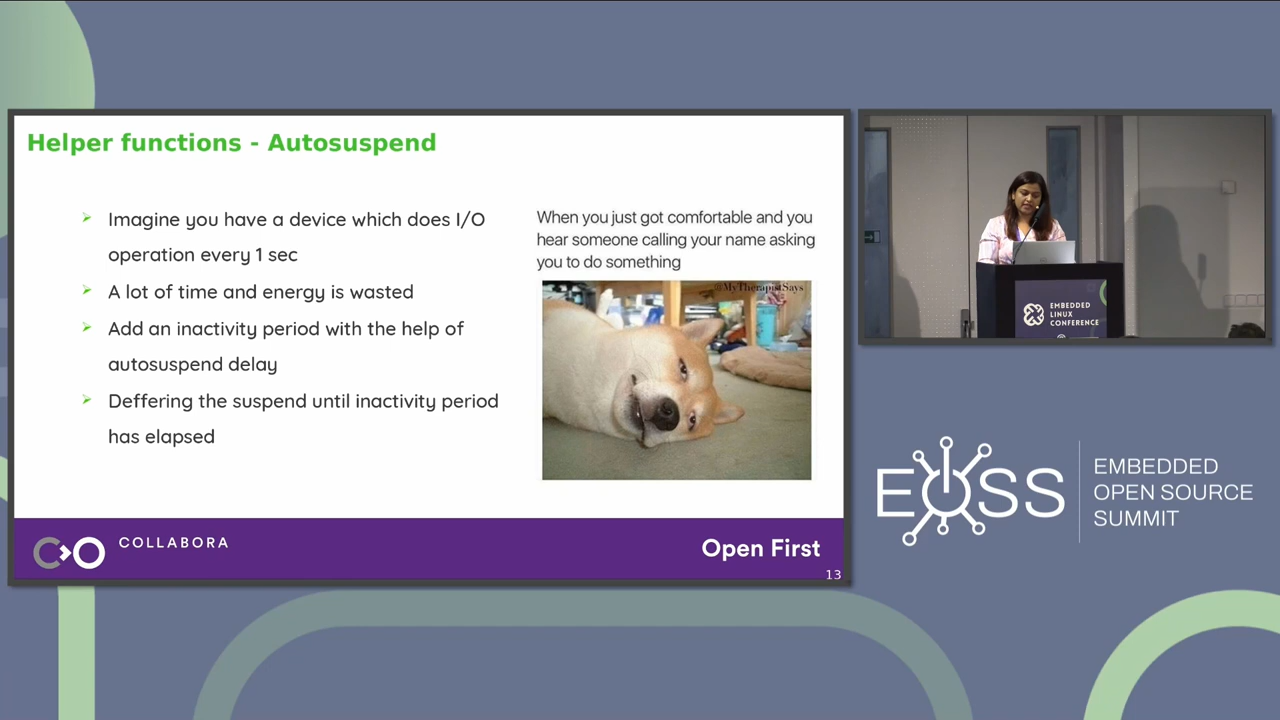 Helper functions - Autosuspend
Imagine you have a device which does I/O
operation every 1 sec
A lot of time and energy is wasted
Add an inactivity period with the help of
autosuspend delay
Deffering the suspend until inactivity period
has elapsed
When you just got comfortable and you
hear someone calling your name asking
you to do something
@MyTherapistSays
COLLABORA
Open First
13
EMBEDDED
LINUX
CONFERENCE
EOSS
EMBEDDED
OPEN SOURCE
SUMMIT